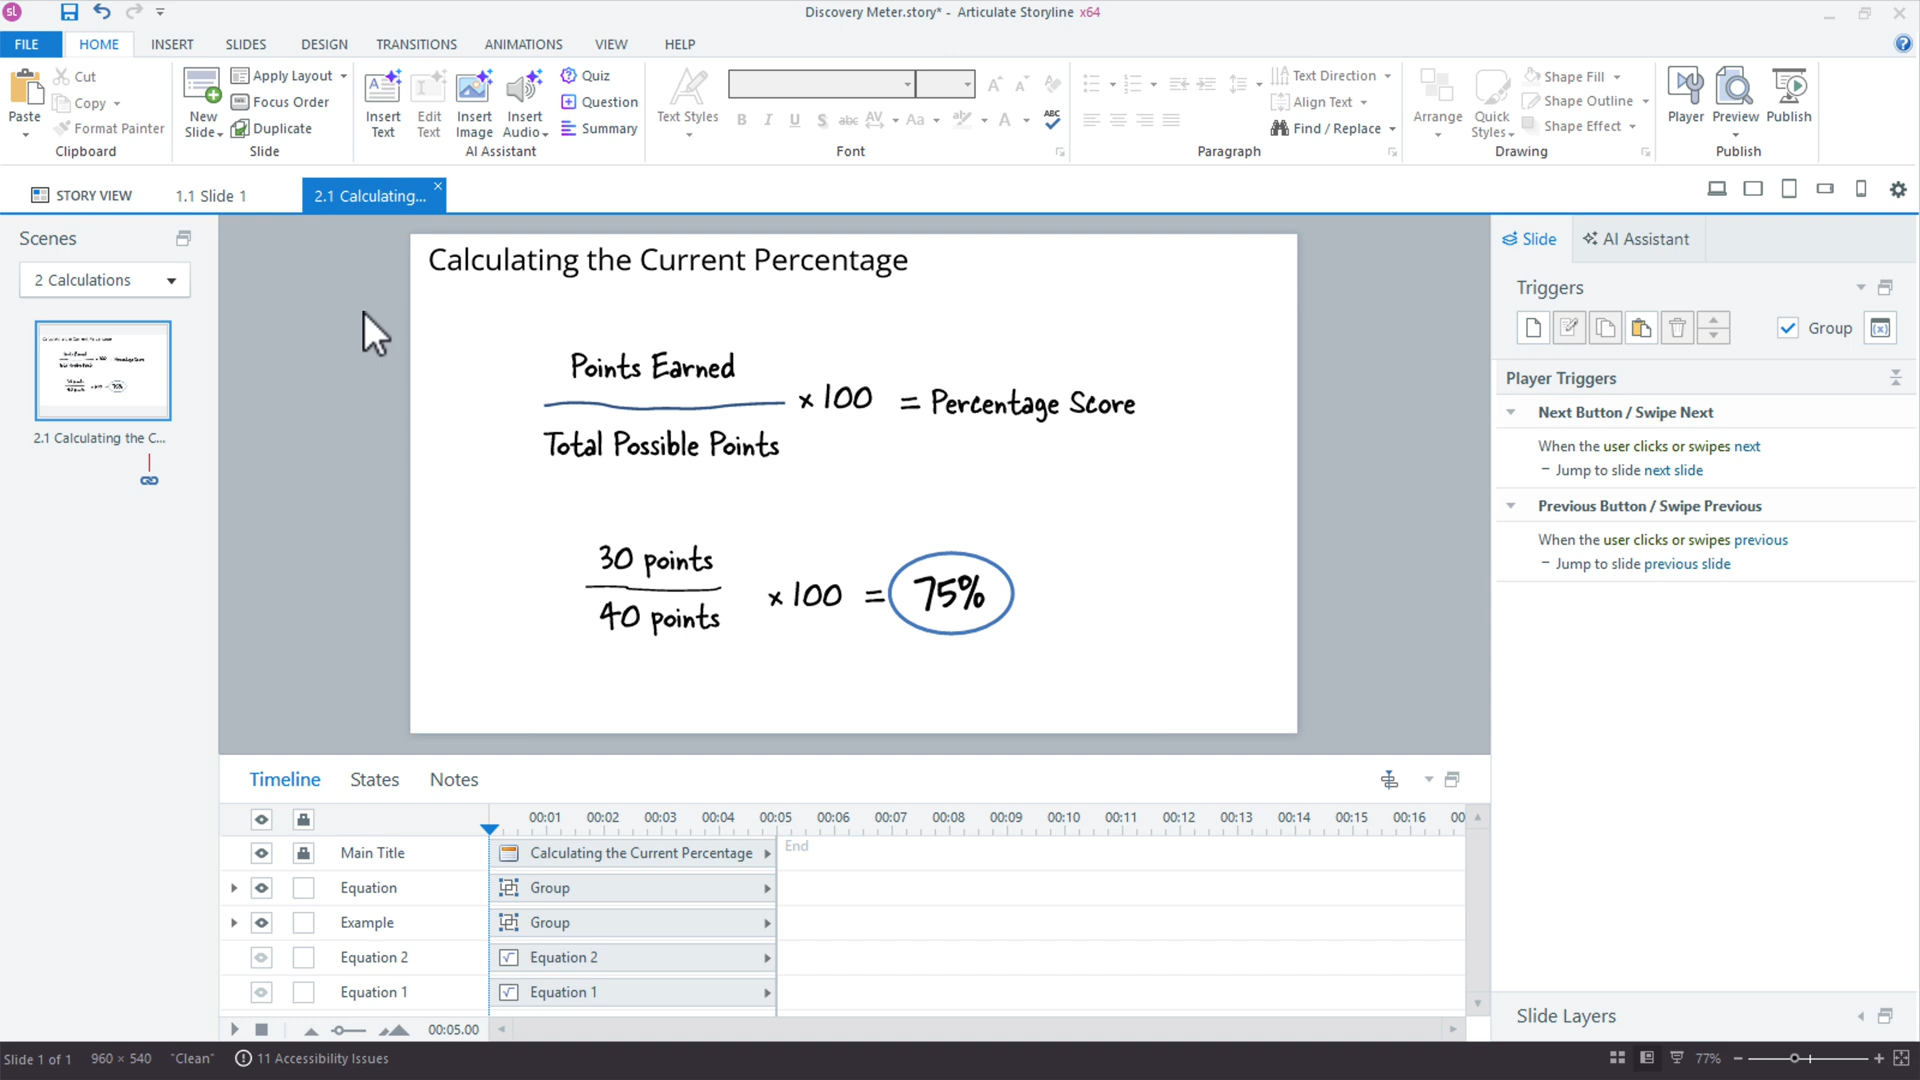 Discovery Meter.story* - Articulate Storyline x64
FILE HOME INSERT SLIDES DESIGN TRANSITIONS ANIMATIONS VIEW HELP
Paste
Cut
Copy
Format Painter
Clipboard
New Slide
Apply Layout
Focus Order
Duplicate
Slide
Insert Text
Edit Text
Insert Image
Insert Audio
Quiz
Question
Summary
AI Assistant
Text Styles
B I U S abc AV Aa A ABC
Font
Text Direction
Align Text
Find / Replace
Paragraph
Arrange
Quick Styles
Shape Fill
Shape Outline
Shape Effect
Drawing
Player
Preview
Publish
Publish
STORY VIEW
1.1 Slide 1
2.1 Calculating...
Scenes
2 Calculations
2.1 Calculating the C...
Calculating the Current Percentage
Points Earned
Total Possible Points
× 100
= Percentage Score
30 points
40 points
× 100 = 75%
Slide
AI Assistant
Triggers
Group
Player Triggers
Next Button / Swipe Next
When the user clicks or swipes next
– Jump to slide next slide
Previous Button / Swipe Previous
When the user clicks or swipes previous
– Jump to slide previous slide
Slide Layers
Timeline States Notes
00:01 00:02 00:03 00:04 00:05 00:06 00:07 00:08 00:09 00:10 00:11 00:12 00:13 00:14 00:15 00:16 00
Main Title Calculating the Current Percentage End
Equation Group
Example Group
Equation 2 Equation 2
Equation 1 Equation 1
00:05.00
Slide 1 of 1 960 × 540 "Clean" 11 Accessibility Issues 77%